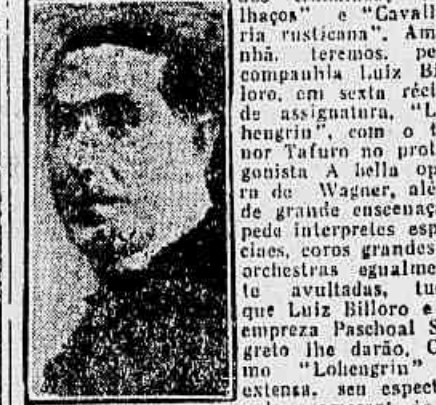 lhaços" e "Cavalle
ria rusticana". Ama
nhã, teremos, pe
companhia Luiz Bi
loro, em sexta réci
de assignatura, "L
hengrin", com o t
nor Tafuro no prot
gonista A bella op
ra de Wagner, alé
de grande enscenaç
pede interpretes esp
ciaes, coros grandes
orchestras egualme
te avultadas, tu
que Luiz Billoro e
empreza Paschoal S
greto lhe darão. C
mo "Lohengrin"
extensa, seu espect